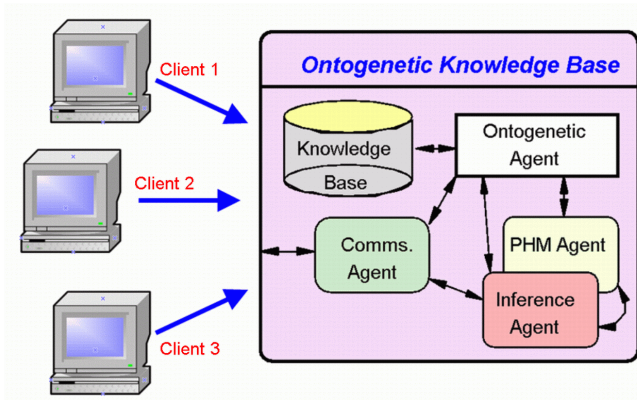 Client 1
Client 2
Client 3
Ontogenetic Knowledge Base
Knowledge
Base
Ontogenetic
Agent
Comms.
Agent
PHM Agent
Inference
Agent